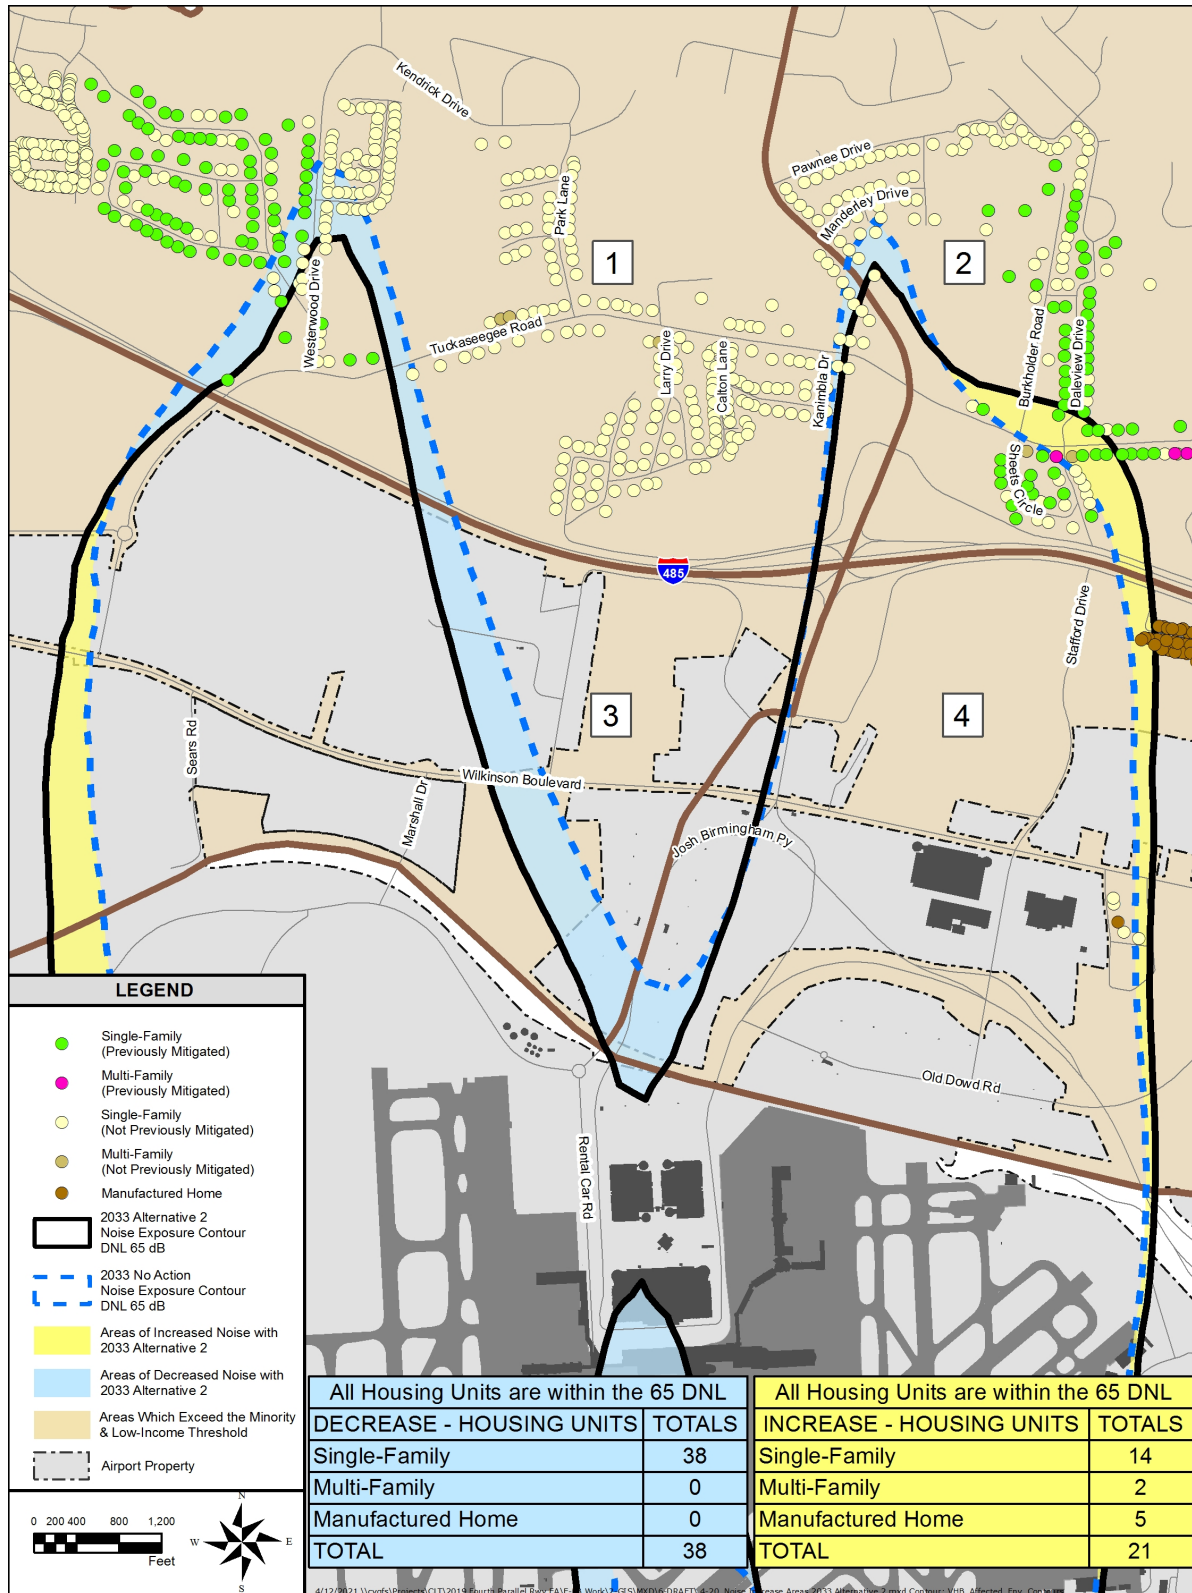 Kendrick Drive
Pawnee Drive
Manderley Drive
Park Lane
1
2
Westerwood Drive
Tuckaseegee Road
Larry Drive
Calton Lane
Kanimbla Dr
Burkholder Road
Daleview Drive
Sheets Circle
485
Stafford Drive
3
4
Sears Rd
Marshall Dr
Wilkinson Boulevard
Josh Birmingham Py
Old Dowd Rd
Rental Car Rd
LEGEND
Single-Family
(Previously Mitigated)
Multi-Family
(Previously Mitigated)
Single-Family
(Not Previously Mitigated)
Multi-Family
(Not Previously Mitigated)
Manufactured Home
2033 Alternative 2
Noise Exposure Contour
DNL 65 dB
2033 No Action
Noise Exposure Contour
DNL 65 dB
Areas of Increased Noise with
2033 Alternative 2
Areas of Decreased Noise with
2033 Alternative 2
Areas Which Exceed the Minority
& Low-Income Threshold
Airport Property
0 200 400 800 1,200
Feet
N
W E
S
All Housing Units are within the 65 DNL
DECREASE - HOUSING UNITS TOTALS
Single-Family 38
Multi-Family 0
Manufactured Home 0
TOTAL 38
All Housing Units are within the 65 DNL
INCREASE - HOUSING UNITS TOTALS
Single-Family 14
Multi-Family 2
Manufactured Home 5
TOTAL 21
4/12/2021